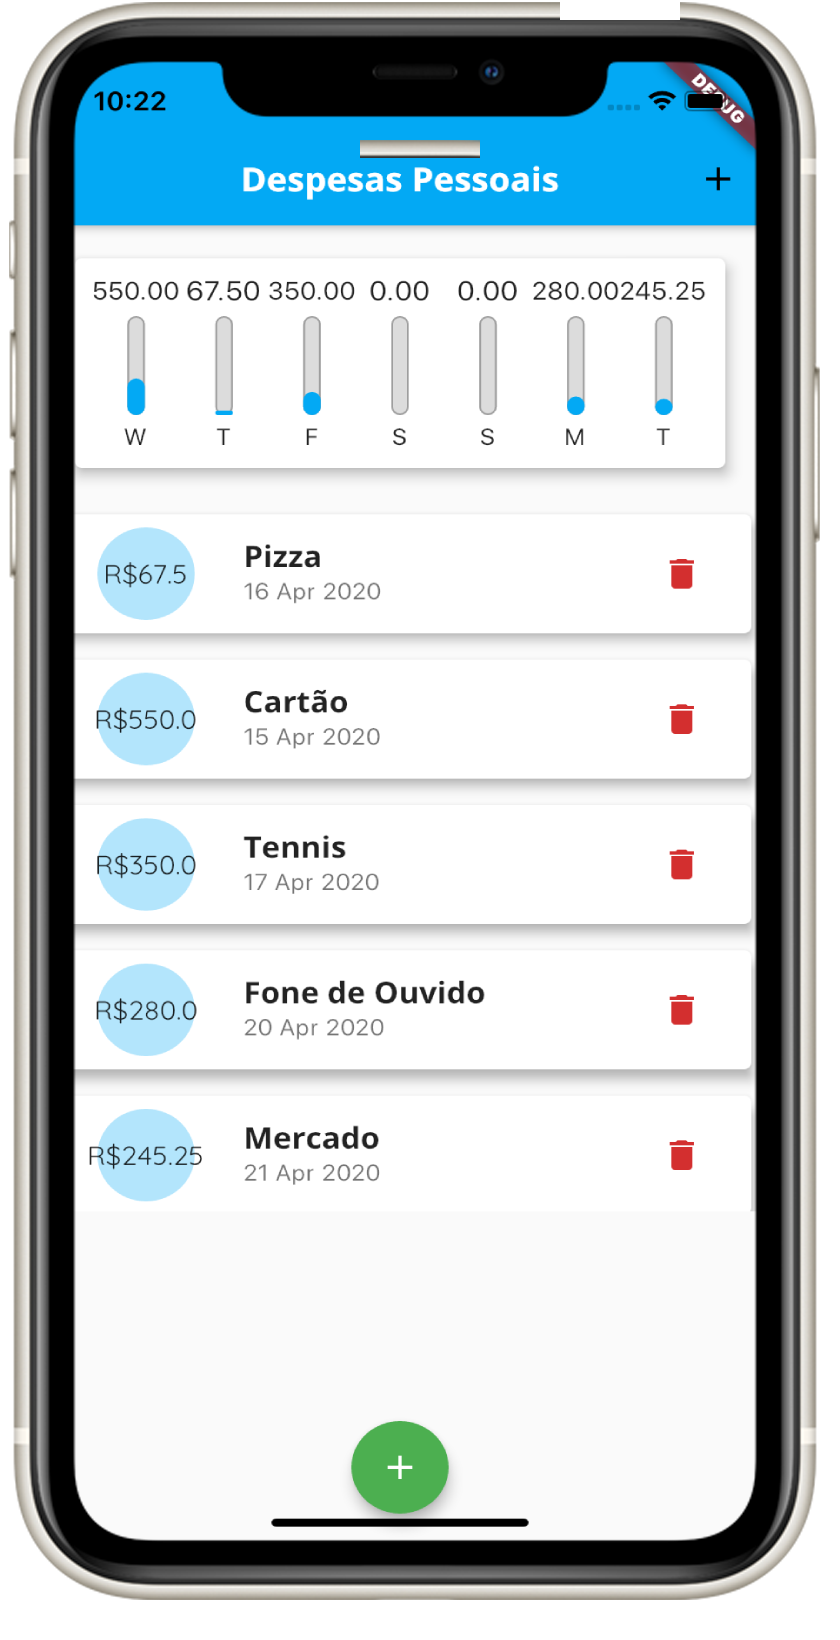 10:22
DEBUG
Despesas Pessoais +
550.00 67.50 350.00 0.00 0.00 280.00 245.25
W T F S S M T
R$67.5
Pizza
16 Apr 2020
R$550.0
Cartão
15 Apr 2020
R$350.0
Tennis
17 Apr 2020
R$280.0
Fone de Ouvido
20 Apr 2020
R$245.25
Mercado
21 Apr 2020
+